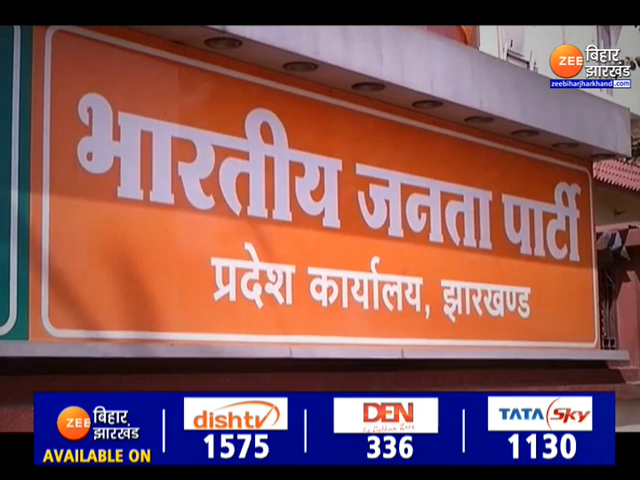 ZEE बिहार
झारखंड
zeebiharjharkhand.com
भारतीय जनता पार्टी
प्रदेश कार्यालय, झारखण्ड
ZEE बिहार
झारखंड
AVAILABLE ON
dishtv
1575
DEN
336
TATA Sky
1130